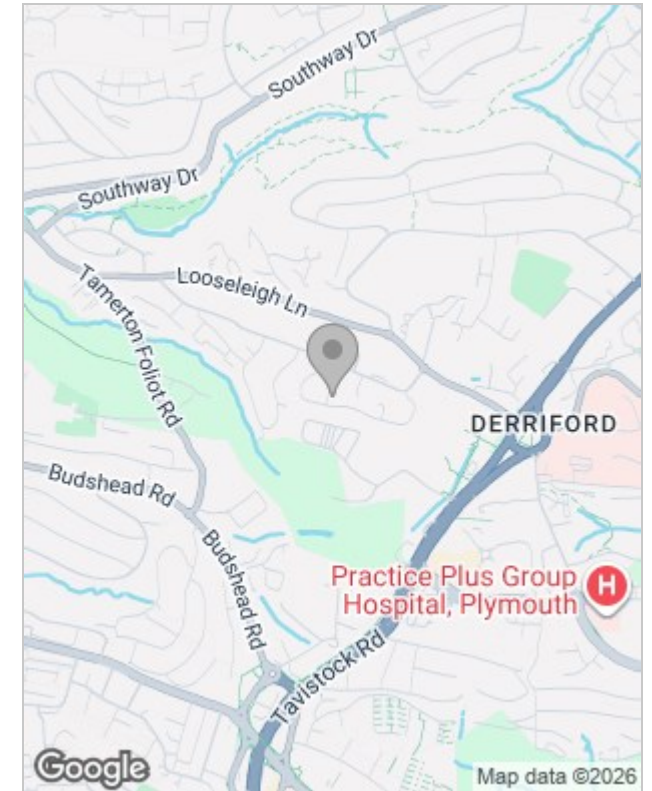 Southway Dr
Southway Dr
Looseleigh Ln
Tamerton Foliot Rd
DERRIFORD
Budshead Rd
Budshead Rd
Practice Plus Group
Hospital, Plymouth
H
Tavistock Rd
Google
Map data ©2026